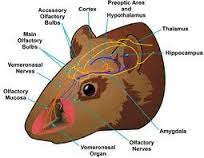 Accessory
Olfactory
Bulbs
Cortex
Preoptic Area
and
Hypothalamus
Thalamus
Main
Olfactory
Bulbs
Hippocampus
Vomeronasal
Nerves
Olfactory
Mucosa
Amygdala
Vomeronasal
Organ
Olfactory
Nerves